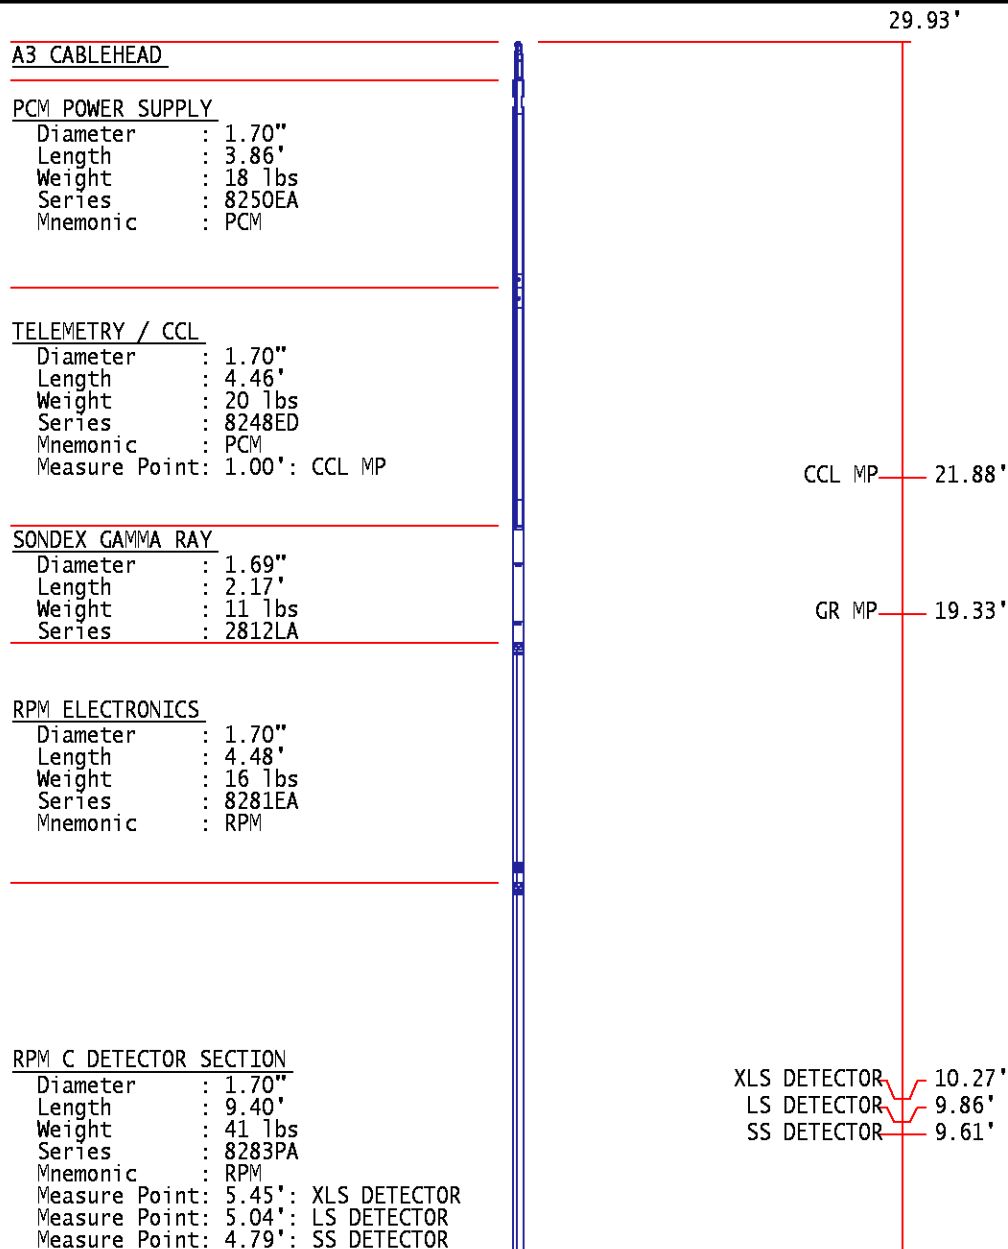 29.93'
A3 CABLEHEAD
PCM POWER SUPPLY
Diameter : 1.70"
Length : 3.86'
Weight : 18 lbs
Series : 8250EA
Mnemonic : PCM
TELEMETRY / CCL
Diameter : 1.70"
Length : 4.46'
Weight : 20 lbs
Series : 8248ED
Mnemonic : PCM
Measure Point: 1.00': CCL MP
CCL MP 21.88'
SONDEX GAMMA RAY
Diameter : 1.69"
Length : 2.17'
Weight : 11 lbs
Series : 2812LA
GR MP 19.33'
RPM ELECTRONICS
Diameter : 1.70"
Length : 4.48'
Weight : 16 lbs
Series : 8281EA
Mnemonic : RPM
RPM C DETECTOR SECTION
Diameter : 1.70"
Length : 9.40'
Weight : 41 lbs
Series : 8283PA
Mnemonic : RPM
Measure Point: 5.45': XLS DETECTOR
Measure Point: 5.04': LS DETECTOR
Measure Point: 4.79': SS DETECTOR
XLS DETECTOR 10.27'
LS DETECTOR 9.86'
SS DETECTOR 9.61'